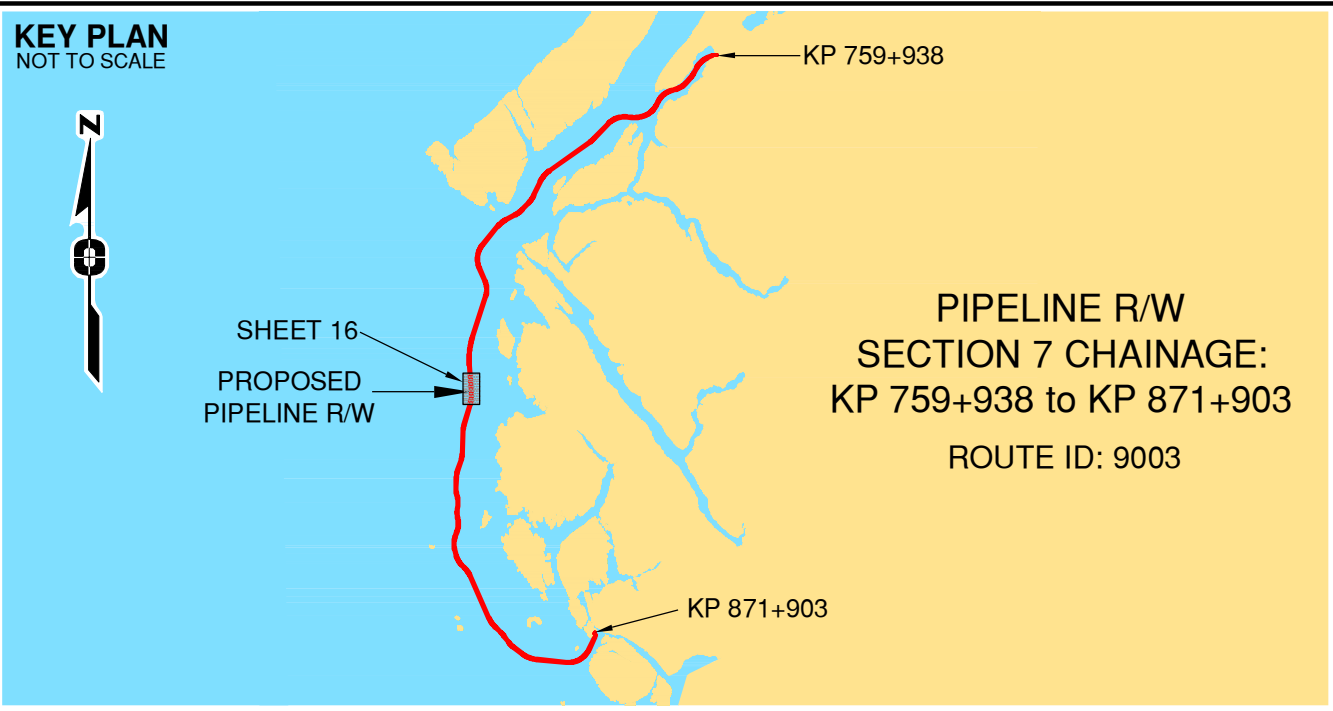 KEY PLAN
NOT TO SCALE
N
KP 759+938
SHEET 16
PROPOSED
PIPELINE R/W
PIPELINE R/W
SECTION 7 CHAINAGE:
KP 759+938 to KP 871+903
ROUTE ID: 9003
KP 871+903